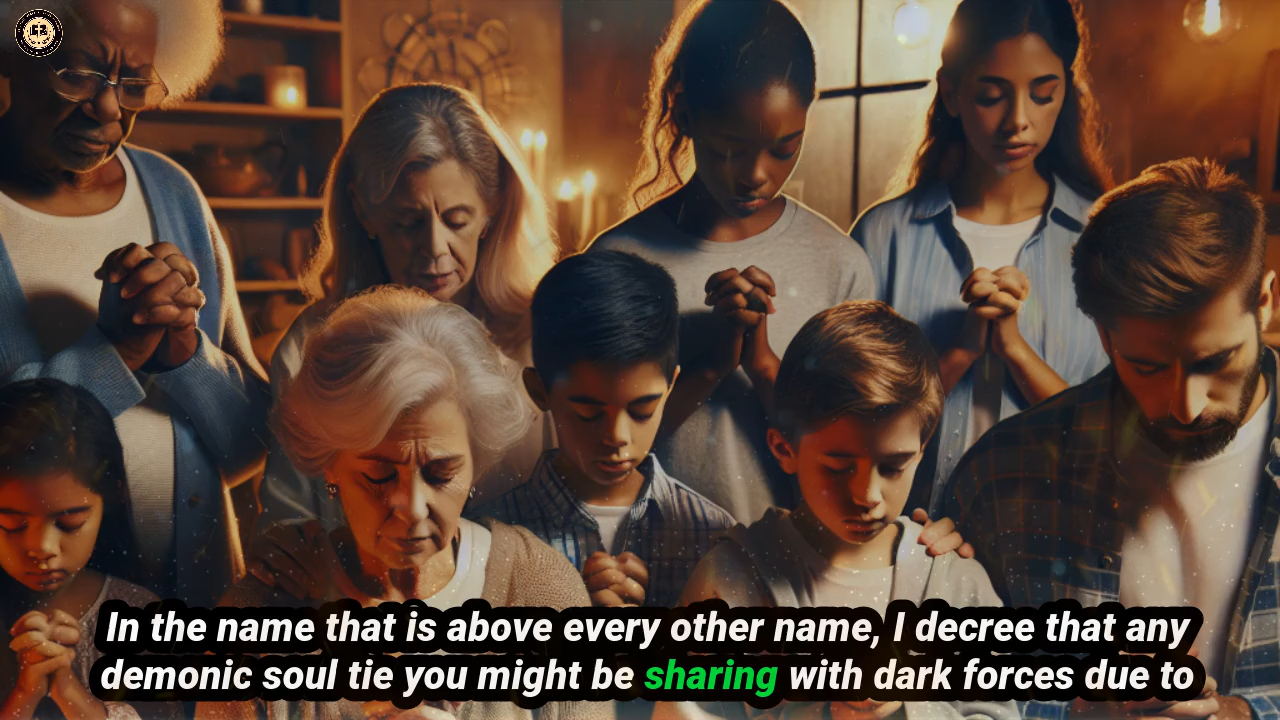 In the name that is above every other name, I decree that any
demonic soul tie you might be sharing with dark forces due to